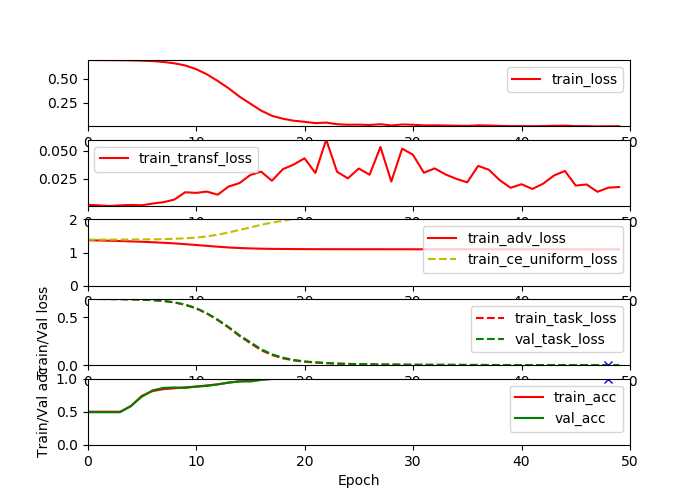 0.50
0.25
train_loss
0 10 20 30 40 50
0.050
0.025
train_transf_loss
0 10 20 30 40 50
2
1
0
train_adv_loss
train_ce_uniform_loss
0 10 20 30 40 50
Train/Val loss
0.5
0.0
train_task_loss
val_task_loss
0 10 20 30 40 50
Train/Val acc
1.0
0.5
0.0
train_acc
val_acc
0 10 20 30 40 50
Epoch